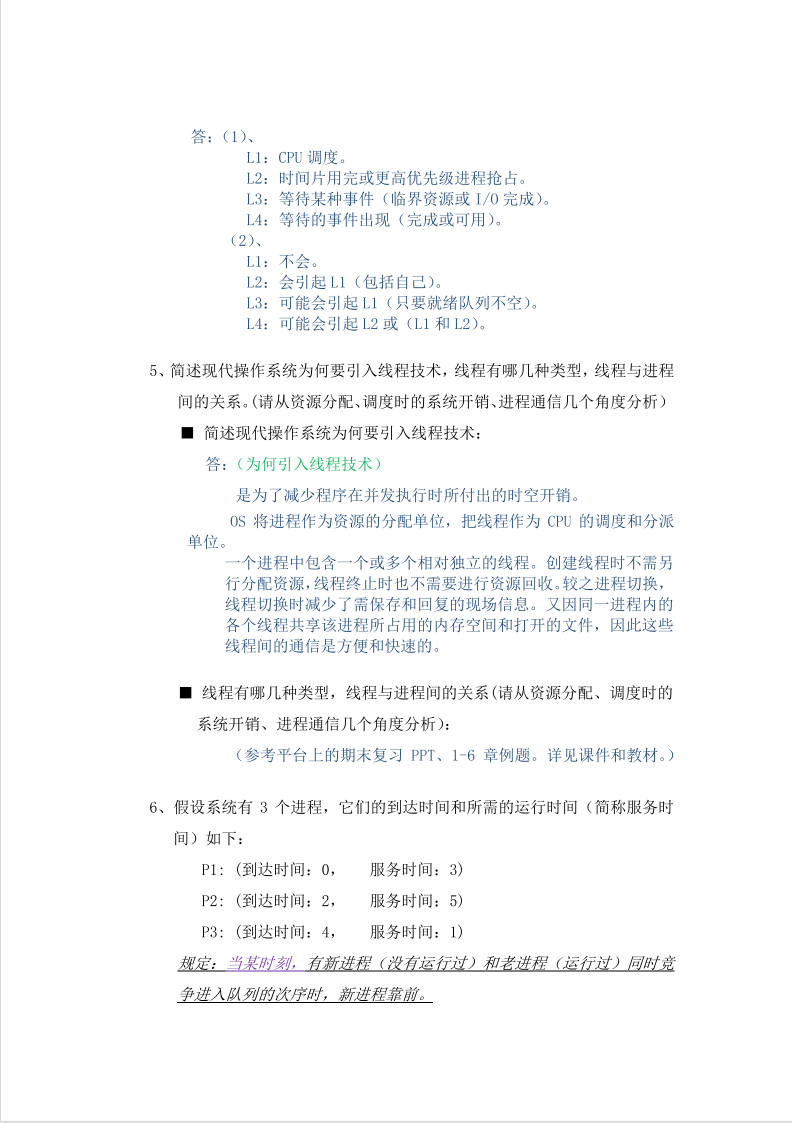 答：（1）、
L1：CPU 调度。
L2：时间片用完或更高优先级进程抢占。
L3：等待某种事件（临界资源或 I/O 完成）。
L4：等待的事件出现（完成或可用）。
（2）、
L1：不会。
L2：会引起 L1（包括自己）。
L3：可能会引起 L1（只要就绪队列不空）。
L4：可能会引起 L2 或（L1 和 L2）。
5、简述现代操作系统为何要引入线程技术，线程有哪几种类型，线程与进程
间的关系。(请从资源分配、调度时的系统开销、进程通信几个角度分析)
■ 简述现代操作系统为何要引入线程技术：
答：（为何引入线程技术）
是为了减少程序在并发执行时所付出的时空开销。
OS 将进程作为资源的分配单位，把线程作为 CPU 的调度和分派
单位。
一个进程中包含一个或多个相对独立的线程。创建线程时不需另
行分配资源，线程终止时也不需要进行资源回收。较之进程切换，
线程切换时减少了需保存和回复的现场信息。又因同一进程内的
各个线程共享该进程所占用的内存空间和打开的文件，因此这些
线程间的通信是方便和快速的。
■ 线程有哪几种类型，线程与进程间的关系(请从资源分配、调度时的
系统开销、进程通信几个角度分析)：
（参考平台上的期末复习 PPT、1-6 章例题。详见课件和教材。）
6、假设系统有 3 个进程，它们的到达时间和所需的运行时间（简称服务时
间）如下：
P1: (到达时间：0， 服务时间：3)
P2: (到达时间：2， 服务时间：5)
P3: (到达时间：4， 服务时间：1)
规定：当某时刻，有新进程（没有运行过）和老进程（运行过）同时竞
争进入队列的次序时，新进程靠前。